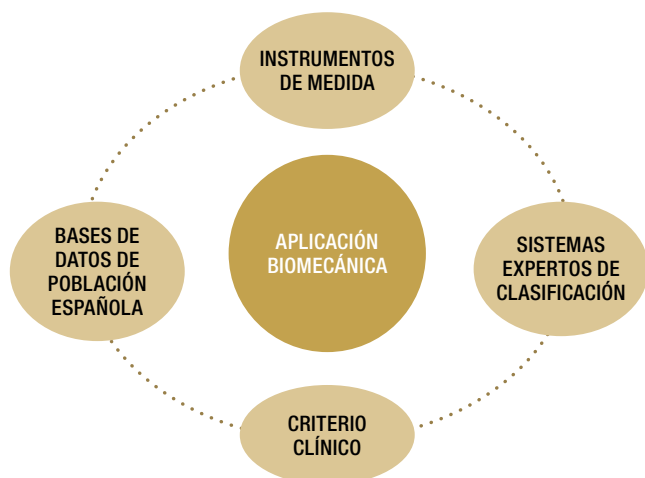 INSTRUMENTOS
DE MEDIDA
BASES DE
DATOS DE
POBLACIÓN
ESPAÑOLA
APLICACIÓN
BIOMECÁNICA
SISTEMAS
EXPERTOS DE
CLASIFICACIÓN
CRITERIO
CLÍNICO